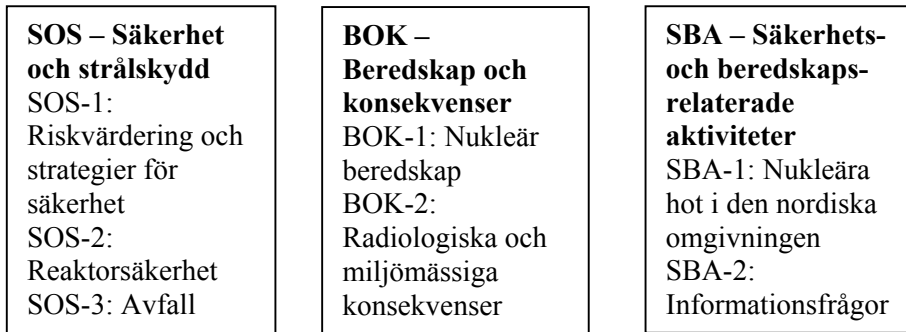 SOS – Säkerhet
och strålskydd
SOS-1:
Riskvärdering och
strategier för
säkerhet
SOS-2:
Reaktorsäkerhet
SOS-3: Avfall
BOK –
Beredskap och
konsekvenser
BOK-1: Nukleär
beredskap
BOK-2:
Radiologiska och
miljömässiga
konsekvenser
SBA – Säkerhets-
och beredskaps-
relaterade
aktiviteter
SBA-1: Nukleära
hot i den nordiska
omgivningen
SBA-2:
Informationsfrågor